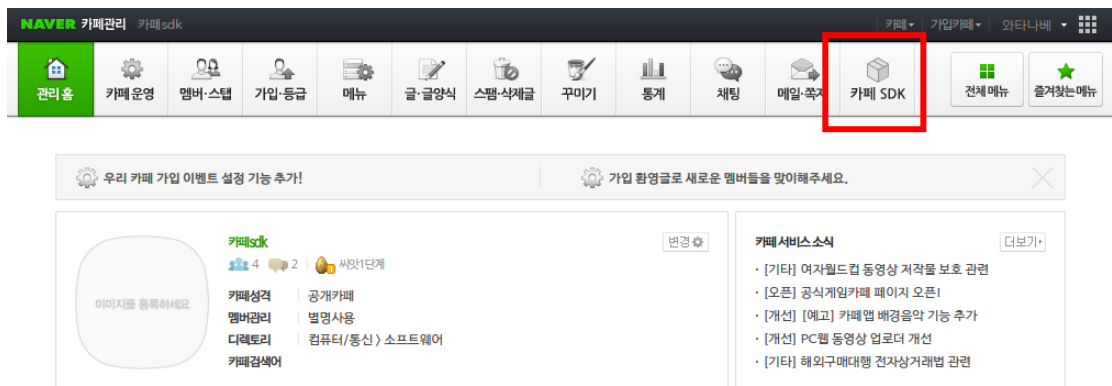 NAVER 카페관리 카페sdk 카페 가입카페 와타나베
관리 홈 카페 운영 멤버·스탭 가입·등급 메뉴 글·글양식 스팸·삭제글 꾸미기 통계 채팅 메일·쪽지 카페 SDK 전체 메뉴 즐겨찾는메뉴
우리 카페 가입 이벤트 설정 기능 추가! 가입 환영글로 새로운 멤버들을 맞이해주세요.
카페sdk 변경
4 2 씨앗1단계
이미지를 등록하세요
카페성격 공개카페
멤버관리 별명사용
디렉토리 컴퓨터/통신 〉 소프트웨어
카페검색어
카페 서비스 소식 더보기
· [기타] 여자월드컵 동영상 저작물 보호 관련
· [오픈] 공식게임카페 페이지 오픈!
· [개선] [예고] 카페앱 배경음악 기능 추가
· [개선] PC웹 동영상 업로더 개선
· [기타] 해외구매대행 전자상거래법 관련